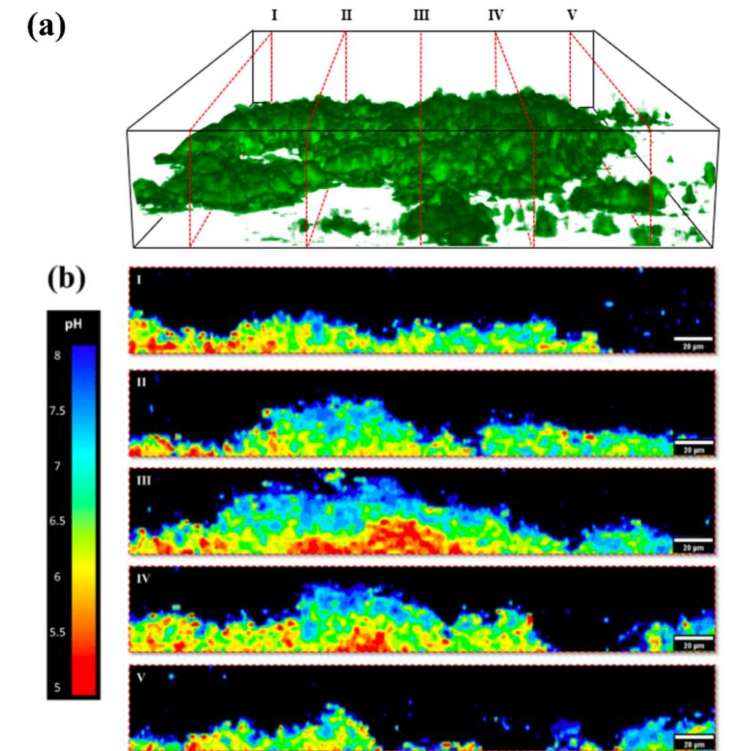 (a)
I II III IV V
(b)
pH
8
7.5
7
6.5
6
5.5
5
I
20 µm
II
20 µm
III
20 µm
IV
20 µm
V
20 µm